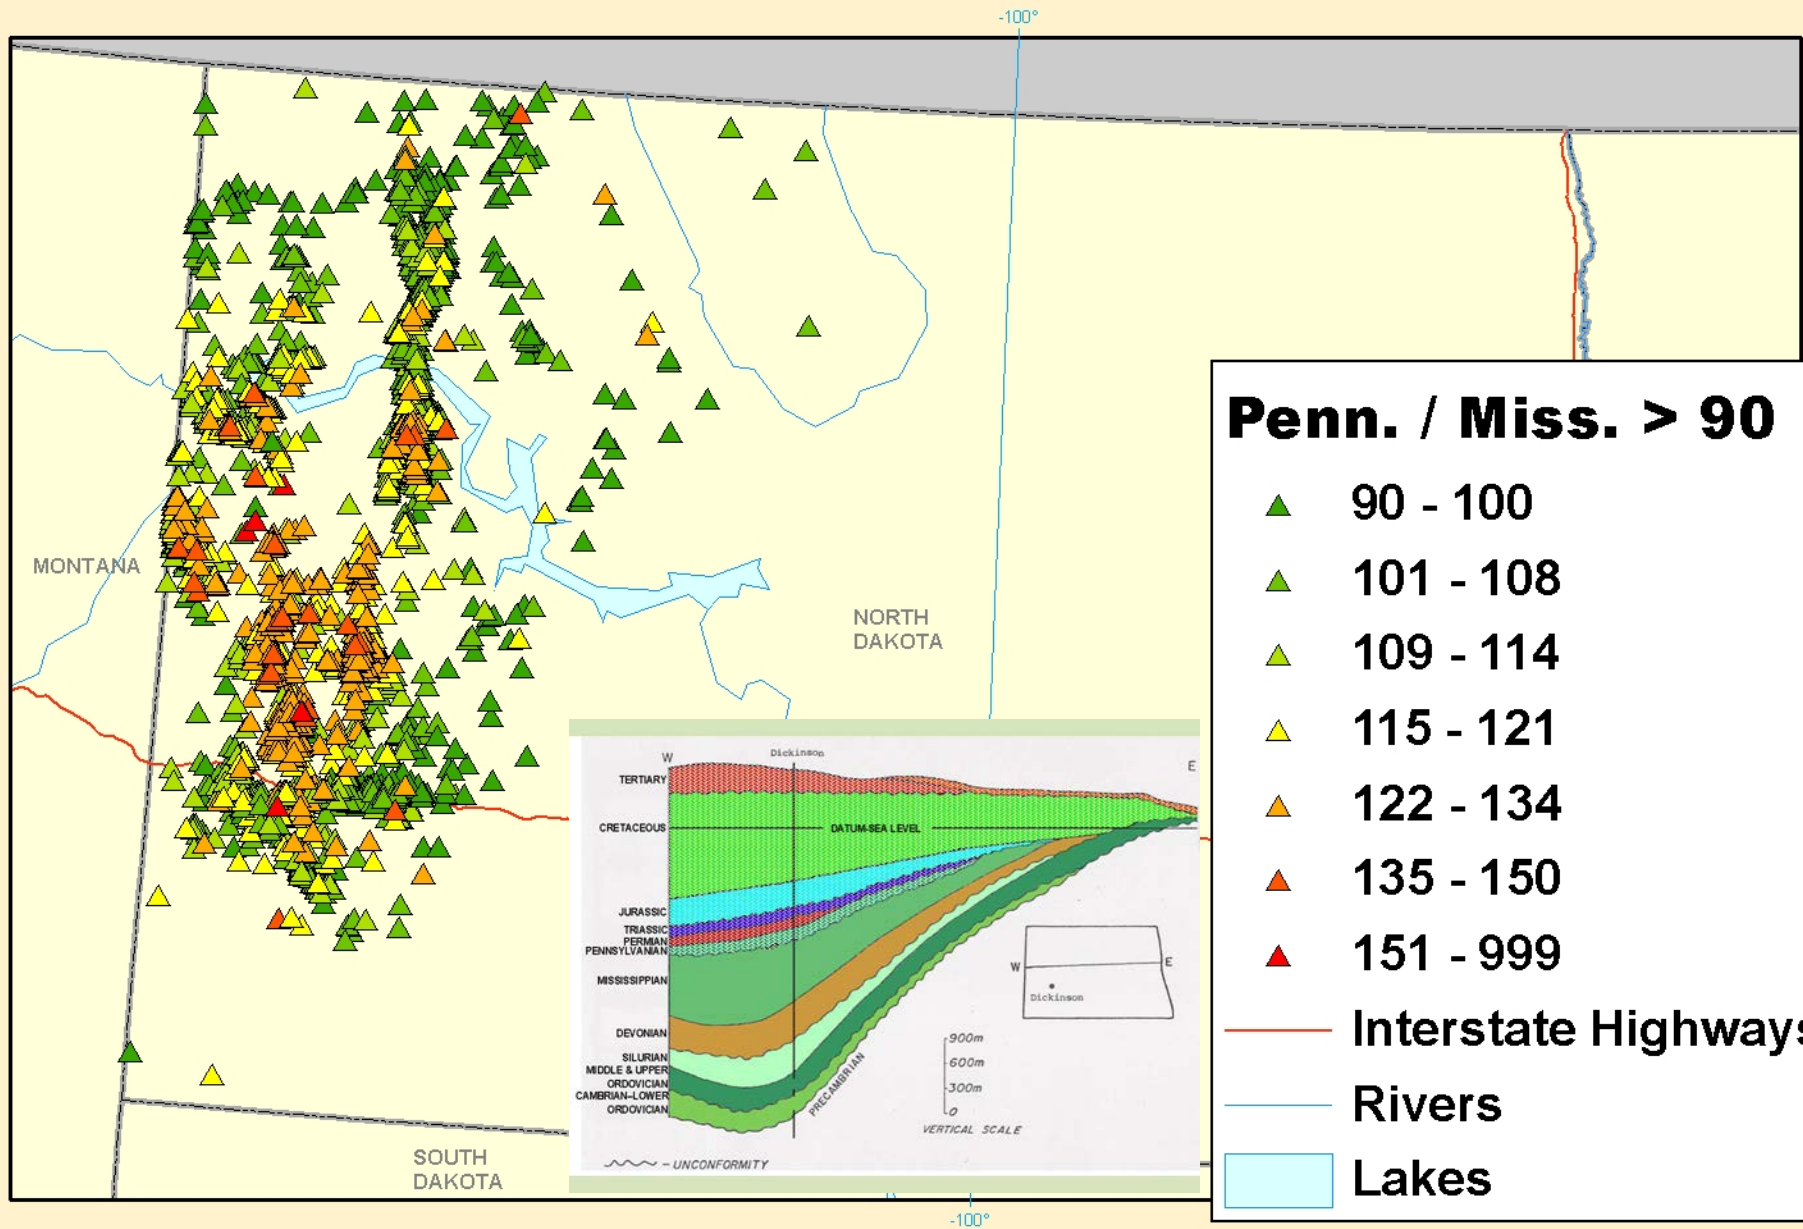 -100°
MONTANA
NORTH
DAKOTA
SOUTH
DAKOTA
-100°
W
Dickinson
E
TERTIARY
CRETACEOUS
DATUM-SEA LEVEL
JURASSIC
TRIASSIC
PERMIAN
PENNSYLVANIAN
MISSISSIPPIAN
DEVONIAN
SILURIAN
MIDDLE & UPPER
ORDOVICIAN
CAMBRIAN-LOWER
ORDOVICIAN
PRECAMBRIAN
W
E
Dickinson
900m
600m
300m
0
VERTICAL SCALE
- UNCONFORMITY
Penn. / Miss. > 90
90 - 100
101 - 108
109 - 114
115 - 121
122 - 134
135 - 150
151 - 999
Interstate Highways
Rivers
Lakes